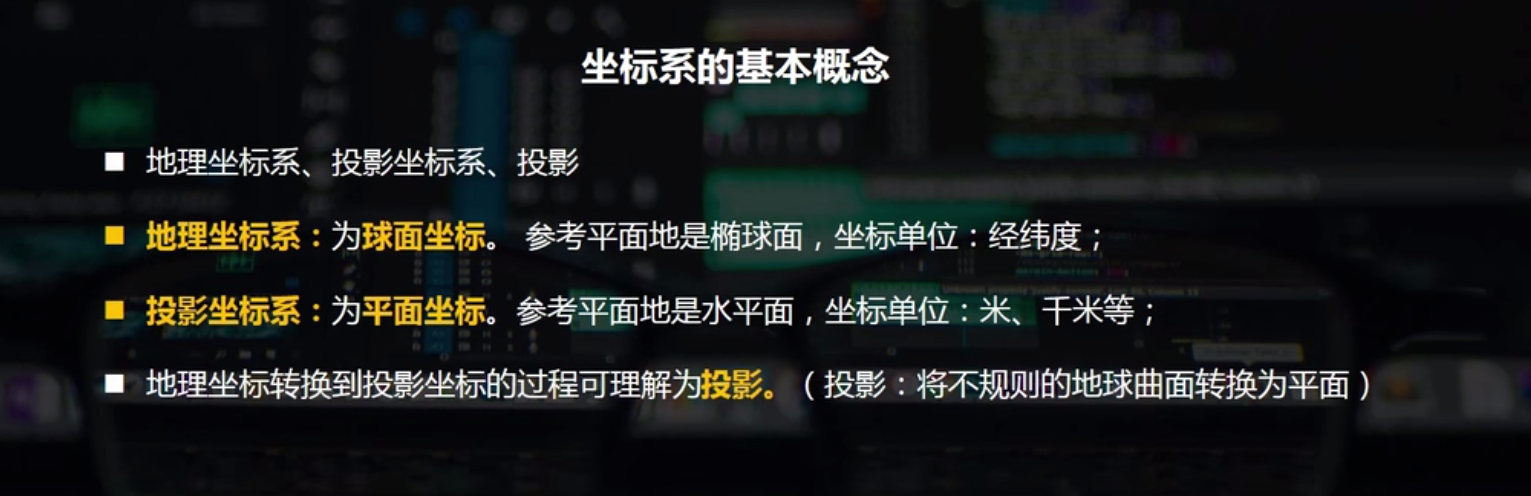 坐标系的基本概念
■ 地理坐标系、投影坐标系、投影
■ 地理坐标系：为球面坐标。 参考平面地是椭球面，坐标单位：经纬度；
■ 投影坐标系：为平面坐标。参考平面地是水平面，坐标单位：米、千米等；
■ 地理坐标转换到投影坐标的过程可理解为投影。（投影：将不规则的地球曲面转换为平面）